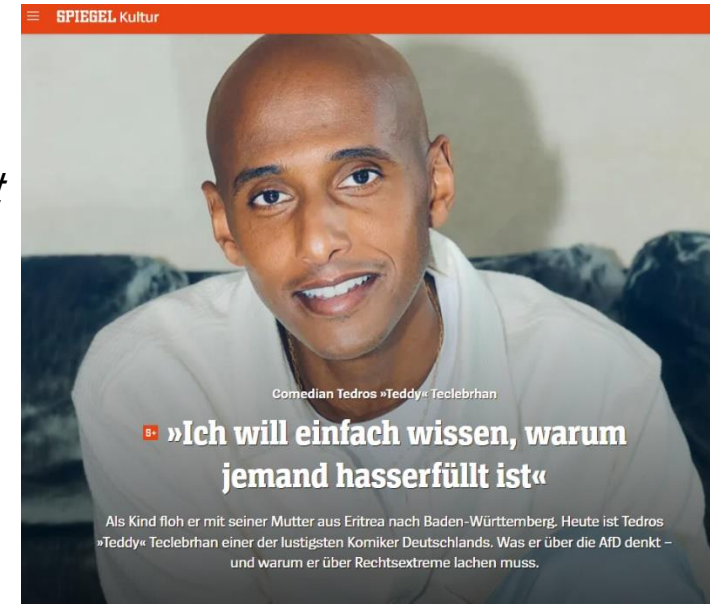 SPIEGEL Kultur
t
Comedian Tedros »Teddy« Teclebrhan
S+ »Ich will einfach wissen, warum
jemand hasserfüllt ist«
Als Kind floh er mit seiner Mutter aus Eritrea nach Baden-Württemberg. Heute ist Tedros
»Teddy« Teclebrhan einer der lustigsten Komiker Deutschlands. Was er über die AfD denkt –
und warum er über Rechtsextreme lachen muss.